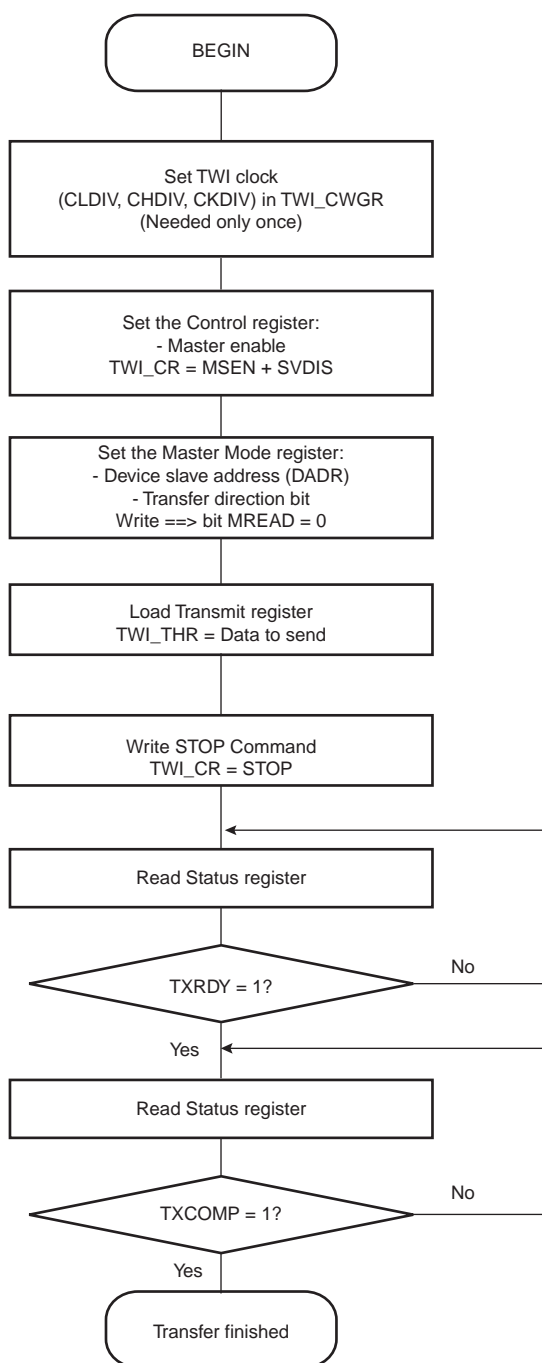 BEGIN
Set TWI clock
(CLDIV, CHDIV, CKDIV) in TWI_CWGR
(Needed only once)
Set the Control register:
- Master enable
TWI_CR = MSEN + SVDIS
Set the Master Mode register:
- Device slave address (DADR)
- Transfer direction bit
Write ==> bit MREAD = 0
Load Transmit register
TWI_THR = Data to send
Write STOP Command
TWI_CR = STOP
Read Status register
No
TXRDY = 1?
Yes
Read Status register
No
TXCOMP = 1?
Yes
Transfer finished